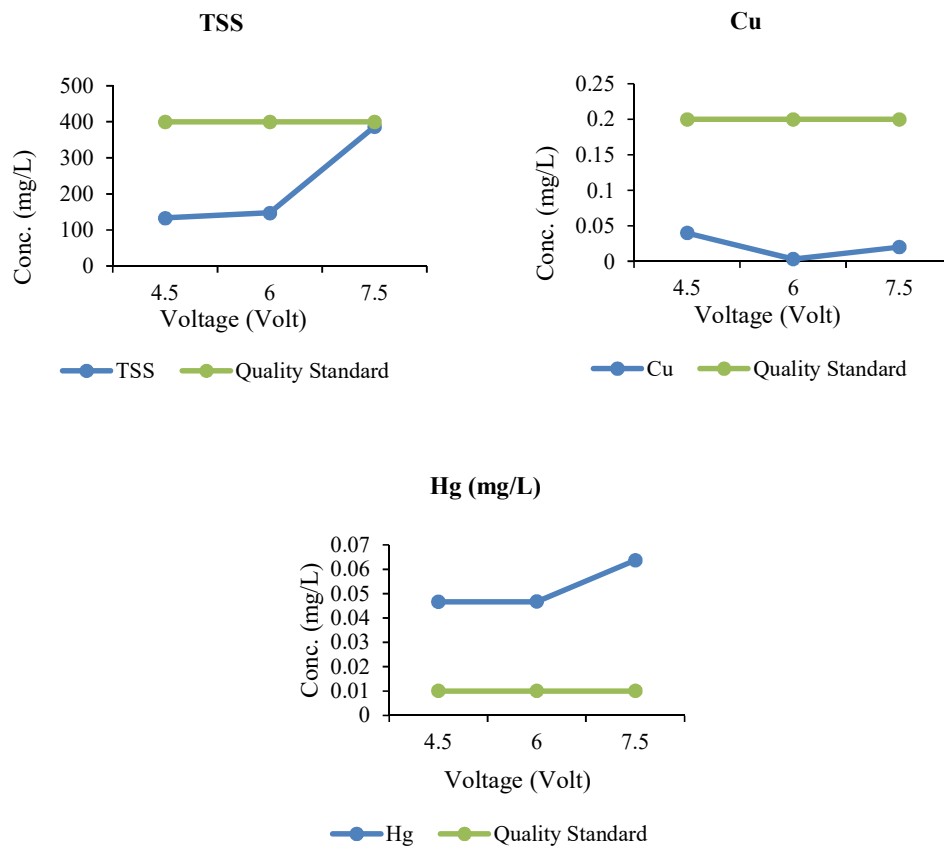 TSS
500
400
300
200
100
0
Conc. (mg/L)
4.5 6 7.5
Voltage (Volt)
TSS Quality Standard
Cu
0.25
0.2
0.15
0.1
0.05
0
Conc. (mg/L)
4.5 6 7.5
Voltage (Volt)
Cu Quality Standard
Hg (mg/L)
0.07
0.06
0.05
0.04
0.03
0.02
0.01
0
Conc. (mg/L)
4.5 6 7.5
Voltage (Volt)
Hg Quality Standard